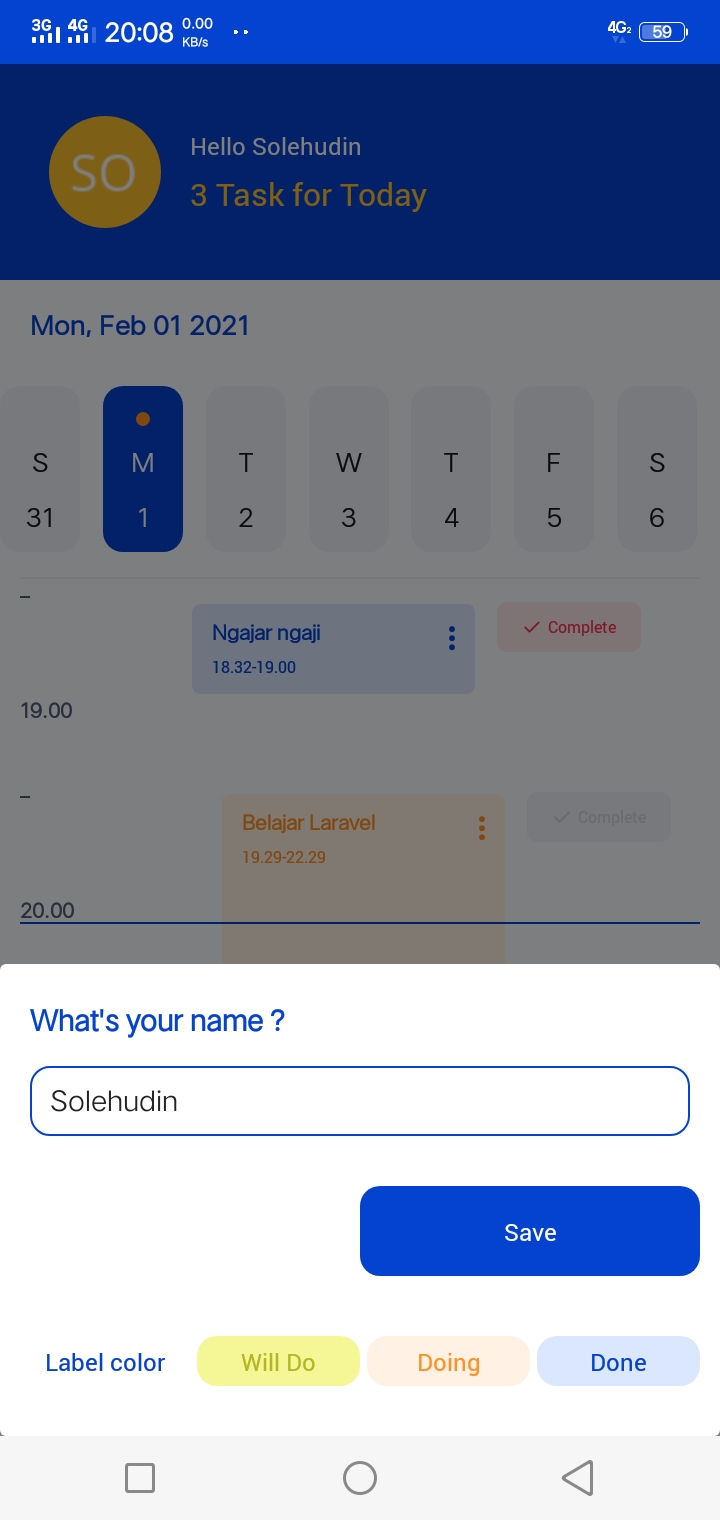 3G 4G 20:08 0.00 KB/s 4G2 59
SO
Hello Solehudin
3 Task for Today
Mon, Feb 01 2021
S M T W T F S
31 1 2 3 4 5 6
Ngajar ngaji
18.32-19.00
Complete
19.00
Belajar Laravel
19.29-22.29
Complete
20.00
What's your name ?
Solehudin
Save
Label color Will Do Doing Done